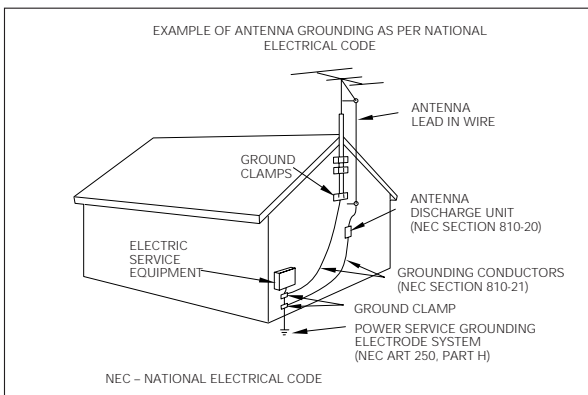 EXAMPLE OF ANTENNA GROUNDING AS PER NATIONAL
ELECTRICAL CODE
ANTENNA
LEAD IN WIRE
GROUND
CLAMPS
ANTENNA
DISCHARGE UNIT
(NEC SECTION 810-20)
ELECTRIC
SERVICE
EQUIPMENT
GROUNDING CONDUCTORS
(NEC SECTION 810-21)
GROUND CLAMP
POWER SERVICE GROUNDING
ELECTRODE SYSTEM
(NEC ART 250, PART H)
NEC – NATIONAL ELECTRICAL CODE